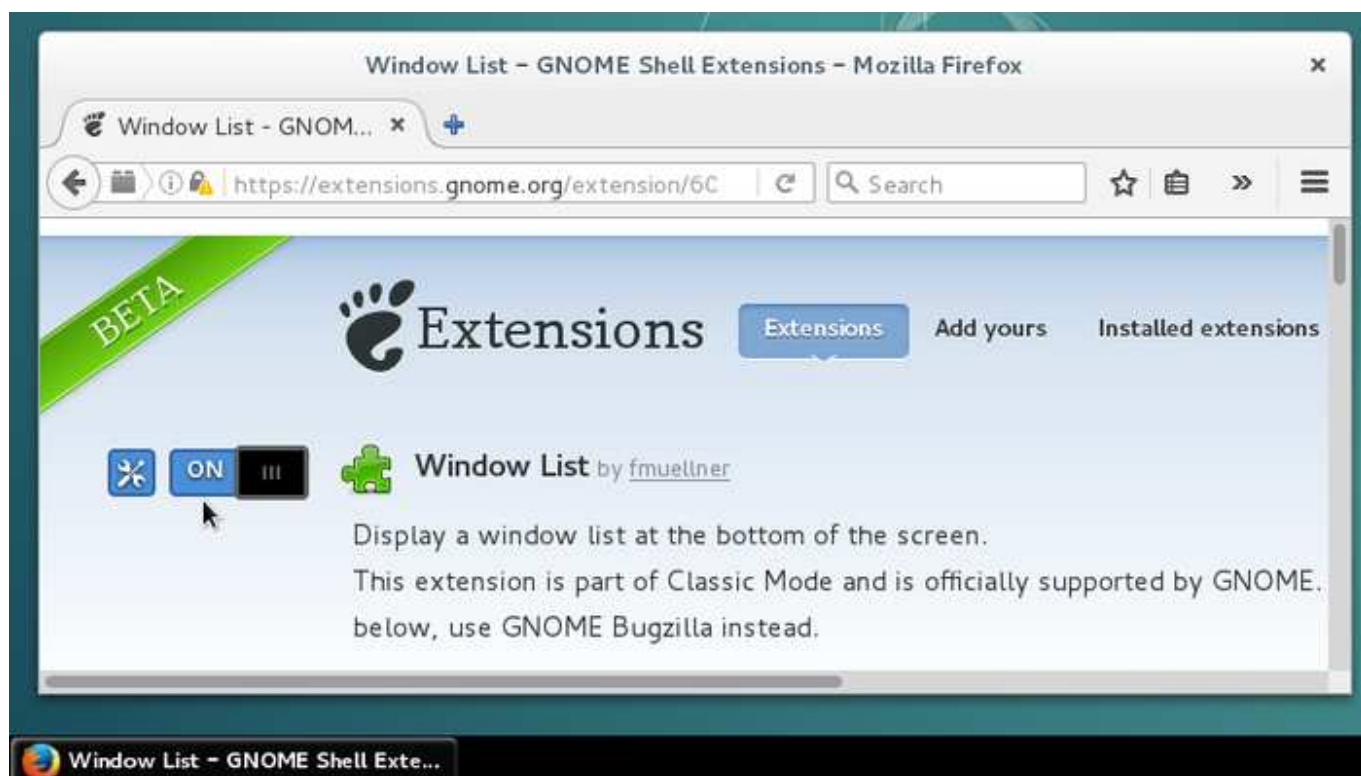 Window List – GNOME Shell Extensions – Mozilla Firefox
Window List - GNOM...
https://extensions.gnome.org/extension/6C
Search
BETA
Extensions
Extensions
Add yours
Installed extensions
ON
Window List by fmuellner
Display a window list at the bottom of the screen.
This extension is part of Classic Mode and is officially supported by GNOME.
below, use GNOME Bugzilla instead.
Window List – GNOME Shell Exte...